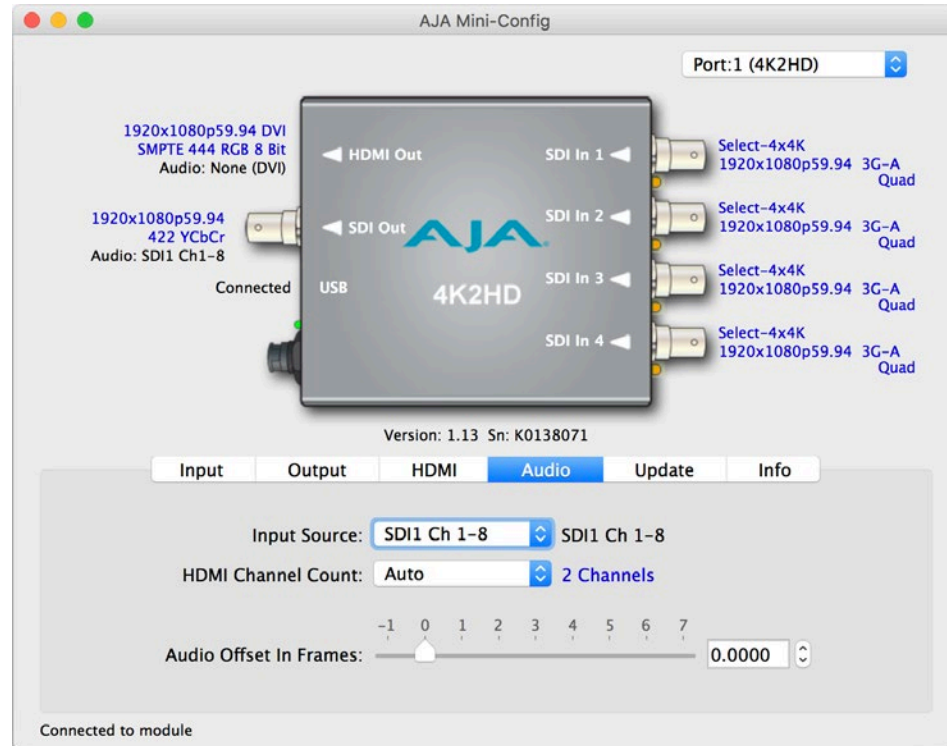 AJA Mini-Config
Port:1 (4K2HD)
1920x1080p59.94 DVI
SMPTE 444 RGB 8 Bit
Audio: None (DVI)
1920x1080p59.94
422 YCbCr
Audio: SDI1 Ch1-8
Connected
HDMI Out
SDI Out
USB
AJA
4K2HD
SDI In 1
SDI In 2
SDI In 3
SDI In 4
Select-4x4K
1920x1080p59.94 3G-A
Quad
Select-4x4K
1920x1080p59.94 3G-A
Quad
Select-4x4K
1920x1080p59.94 3G-A
Quad
Select-4x4K
1920x1080p59.94 3G-A
Quad
Version: 1.13 Sn: K0138071
Input Output HDMI Audio Update Info
Input Source: SDI1 Ch 1-8 SDI1 Ch 1-8
HDMI Channel Count: Auto 2 Channels
-1 0 1 2 3 4 5 6 7
Audio Offset In Frames: 0.0000
Connected to module